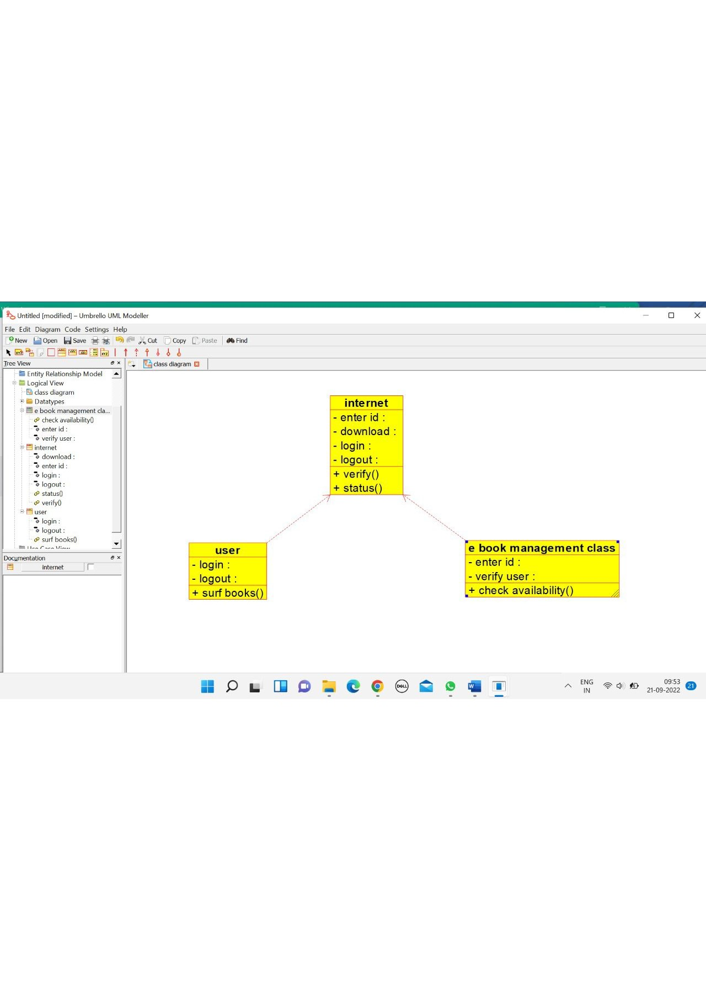 Untitled [modified] – Umbrello UML Modeller
File Edit Diagram Code Settings Help
New Open Save Cut Copy Paste Find
Tree View
class diagram
Entity Relationship Model
Logical View
class diagram
Datatypes
e book management cla...
check availability()
enter id :
verify user :
internet
download :
enter id :
login :
logout :
status()
verify()
user
login :
logout :
surf books()
Use Case View
Documentation
internet
internet
- enter id :
- download :
- login :
- logout :
+ verify()
+ status()
user
- login :
- logout :
+ surf books()
e book management class
- enter id :
- verify user :
+ check availability()
DELL
W
ENG
IN
09:53
21-09-2022
21